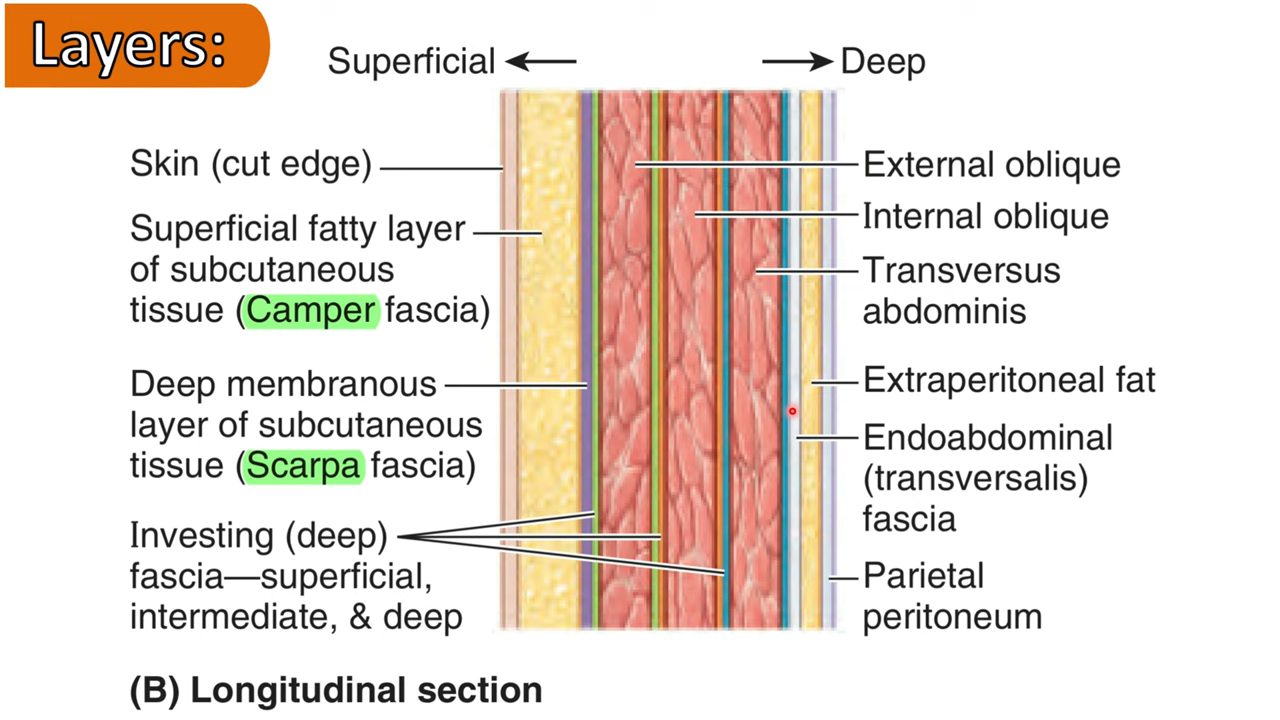 Layers:
Superficial
Deep
Skin (cut edge)
Superficial fatty layer
of subcutaneous
tissue (Camper fascia)
Deep membranous
layer of subcutaneous
tissue (Scarpa fascia)
Investing (deep)
fascia—superficial,
intermediate, & deep
External oblique
Internal oblique
Transversus
abdominis
Extraperitoneal fat
Endoabdominal
(transversalis)
fascia
Parietal
peritoneum
(B) Longitudinal section